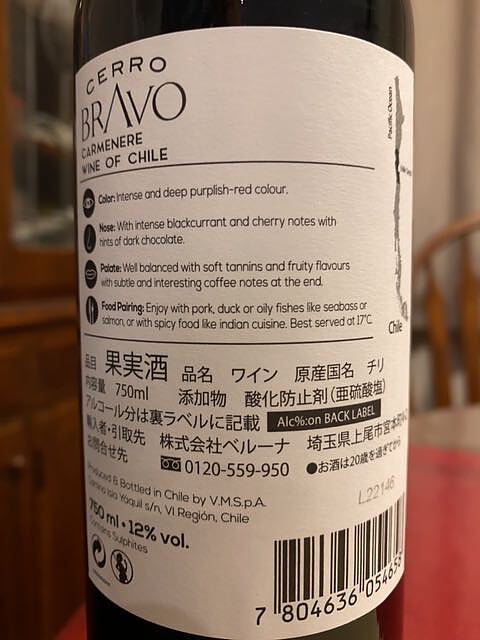 CERRO
BRAVO
CARMENERE
WINE OF CHILE
Pacific Ocean
Color: Intense and deep purplish-red colour.
Nose: With intense blackcurrant and cherry notes with
hints of dark chocolate.
Palate: Well balanced with soft tannins and fruity flavours
with subtle and interesting coffee notes at the end.
Food Pairing: Enjoy with pork, duck or oily fishes like seabass or
salmon, or with spicy food like indian cuisine. Best served at 17°C.
Chile
品目 果実酒 品名 ワイン 原産国名 チリ
内容量 750ml 添加物 酸化防止剤(亜硫酸塩)
アルコール分は裏ラベルに記載 Alc%:on BACK LABEL
輸入者・引取先 株式会社ベルーナ 埼玉県上尾市宮本町
お問合せ先 0120-559-950 ●お酒は20歳を過ぎてから
Produced & Bottled in Chile by V.M.S.p.A.
Camino Isla Yáquil s/n, VI Región, Chile
L22146
750 ml • 12% vol.
Contains Sulphites
7 804636 054658